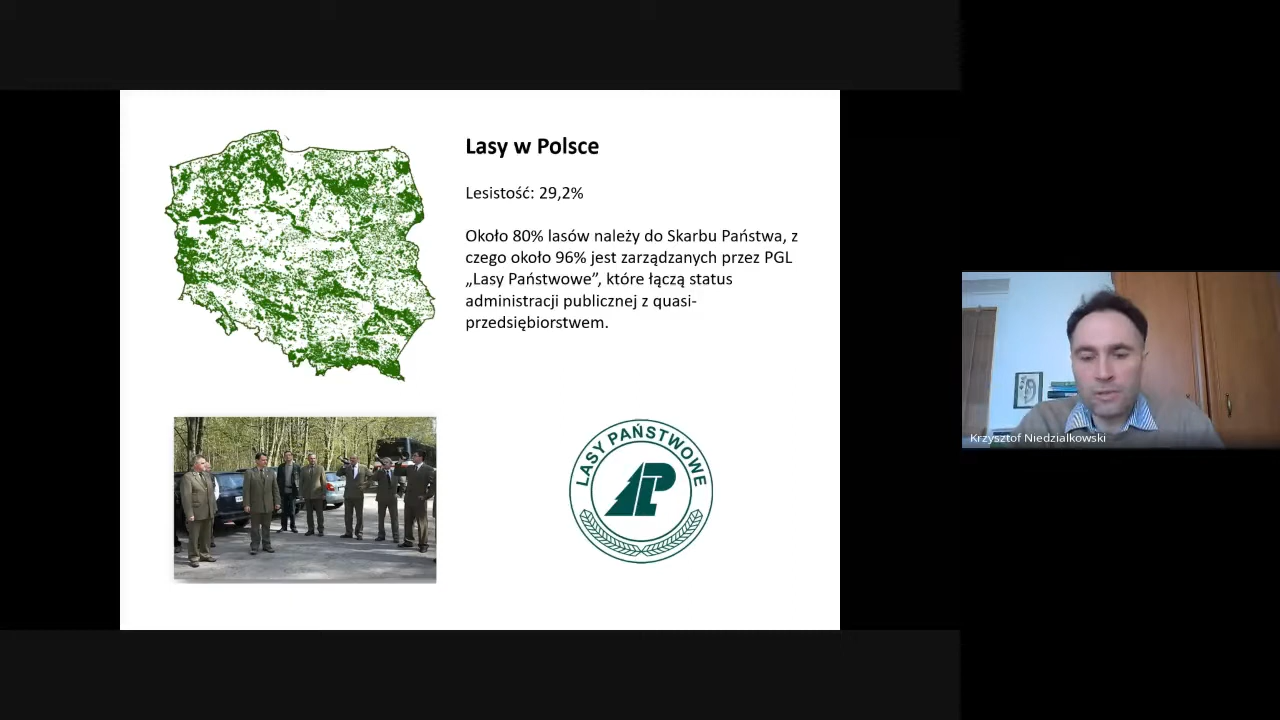 Lasy w Polsce
Lesistość: 29,2%
Około 80% lasów należy do Skarbu Państwa, z
czego około 96% jest zarządzanych przez PGL
„Lasy Państwowe”, które łączą status
administracji publicznej z quasi-
przedsiębiorstwem.
LASY PAŃSTWOWE
LP
Krzysztof Niedzialkowski